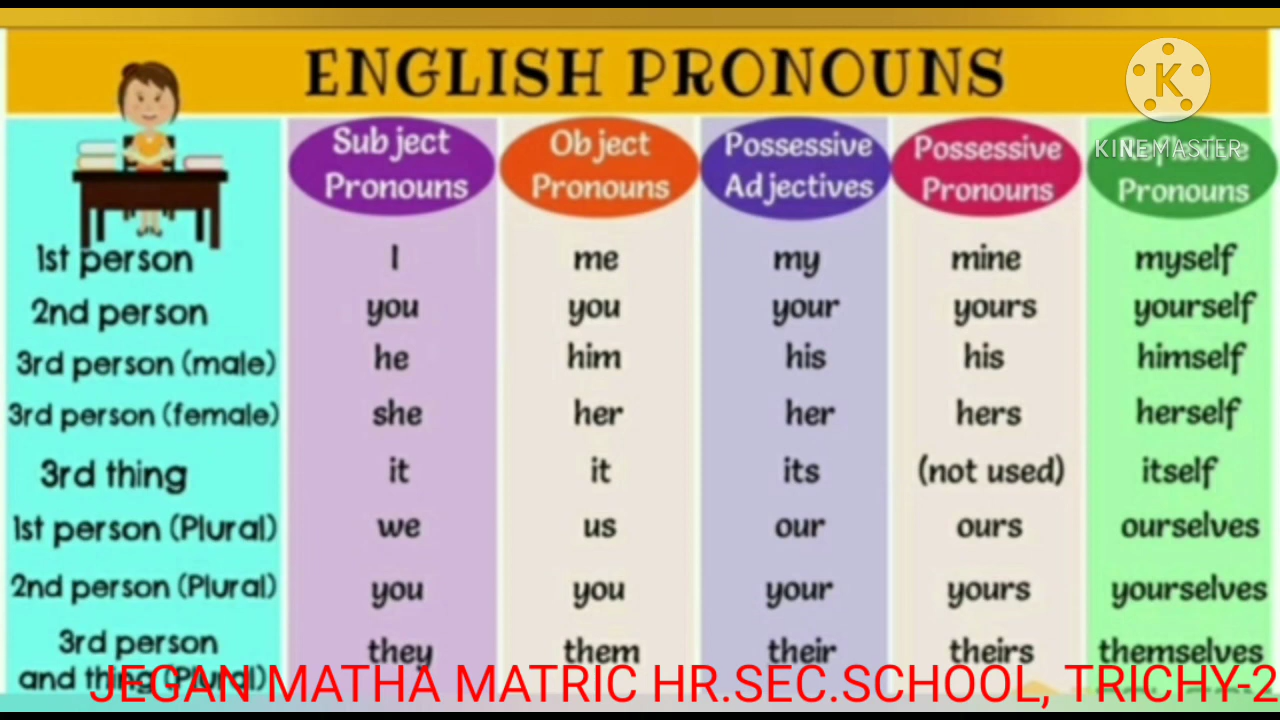 ENGLISH PRONOUNS
K
KINEMASTER
Subject Pronouns
Object Pronouns
Possessive Adjectives
Possessive Pronouns
Pronouns
1st person I me my mine myself
2nd person you you your yours yourself
3rd person (male) he him his his himself
3rd person (female) she her her hers herself
3rd thing it it its (not used) itself
1st person (Plural) we us our ours ourselves
2nd person (Plural) you you your yours yourselves
3rd person
and thing (Plural) they them their theirs themselves
JEGAN MATHA MATRIC HR.SEC.SCHOOL, TRICHY-2